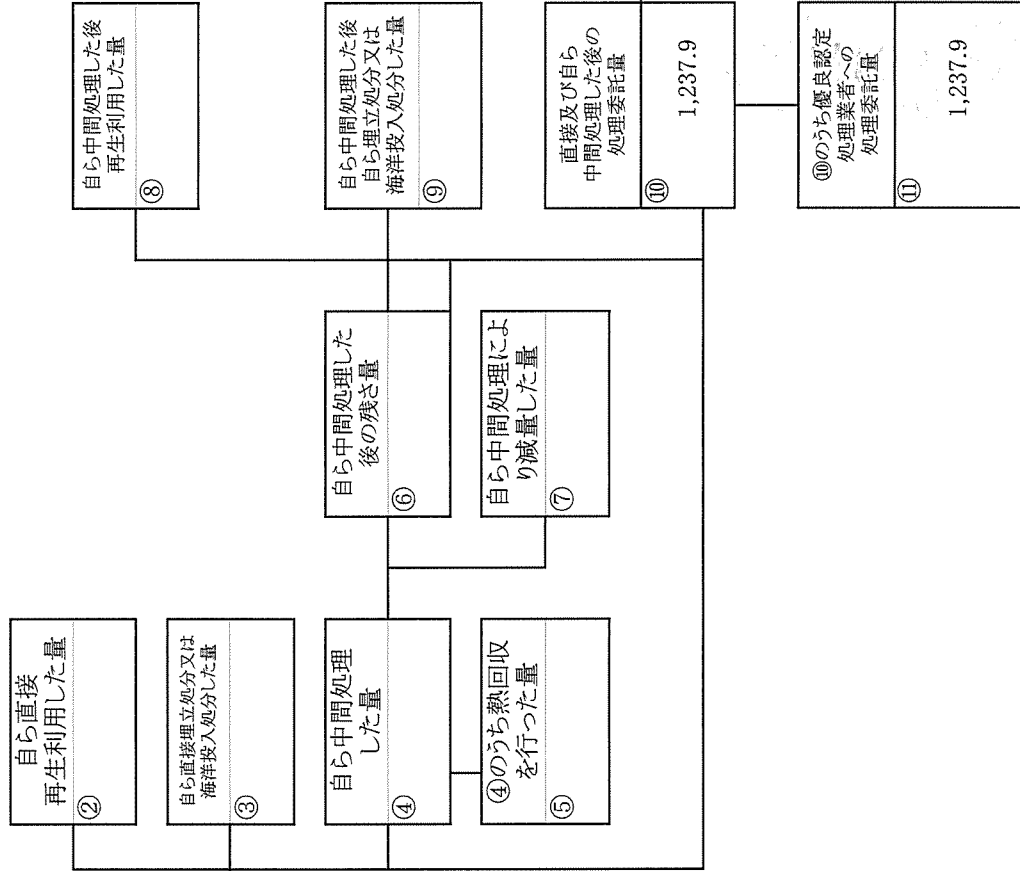 自ら直接
再生利用した量
②
自ら直接埋立処分又は
海洋投入処分した量
③
自ら中間処理
した量
④
④のうち熱回収
を行った量
⑤
自ら中間処理した
後の残さ量
⑥
自ら中間処理によ
り減量した量
⑦
自ら中間処理した後
再生利用した量
⑧
自ら中間処理した後
自ら埋立処分又は
海洋投入処分した量
⑨
直接及び自ら
中間処理した後の
処理委託量
⑩
1,237.9
⑩のうち優良認定
処理業者への
処理委託量
⑪
1,237.9